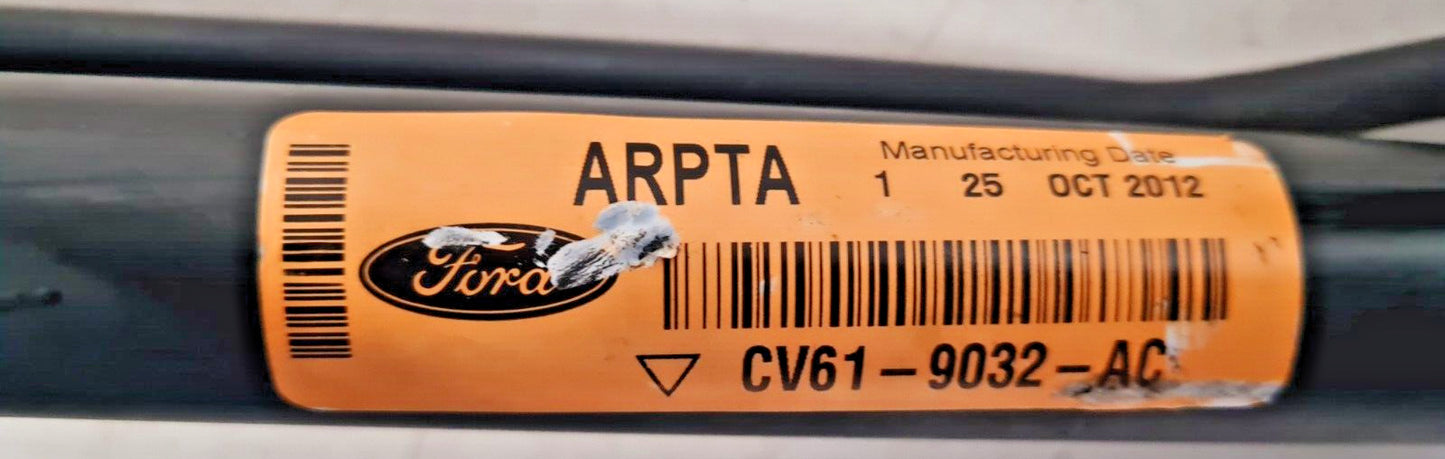 ARPTA
Manufacturing Date
1 25 OCT 2012
Ford
CV61-9032-AC